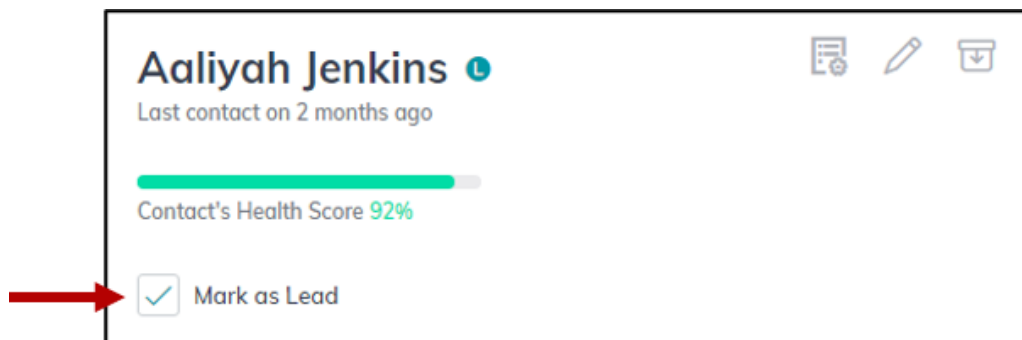 Aaliyah Jenkins L
Last contact on 2 months ago
Contact's Health Score 92%
Mark as Lead